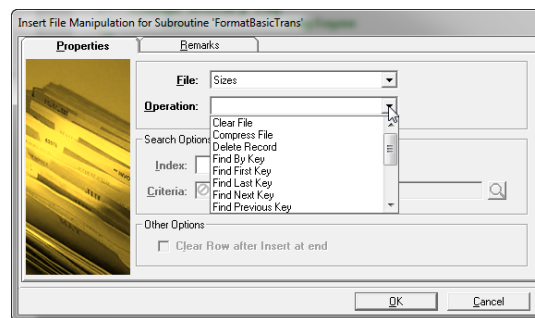 Insert File Manipulation for Subroutine 'FormatBasicTrans'
Properties
Remarks
File: Sizes
Operation:
Clear File
Compress File
Delete Record
Find By Key
Find First Key
Find Last Key
Find Next Key
Find Previous Key
Search Options
Index:
Criteria:
Other Options
Clear Row after Insert at end
OK
Cancel